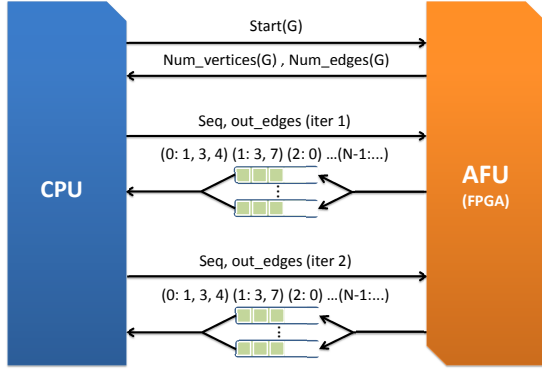 Start(G)
Num_vertices(G) , Num_edges(G)
Seq, out_edges (iter 1)
(0: 1, 3, 4) (1: 3, 7) (2: 0) ...(N-1:...)
CPU
AFU
(FPGA)
Seq, out_edges (iter 2)
(0: 1, 3, 4) (1: 3, 7) (2: 0) ...(N-1:...)